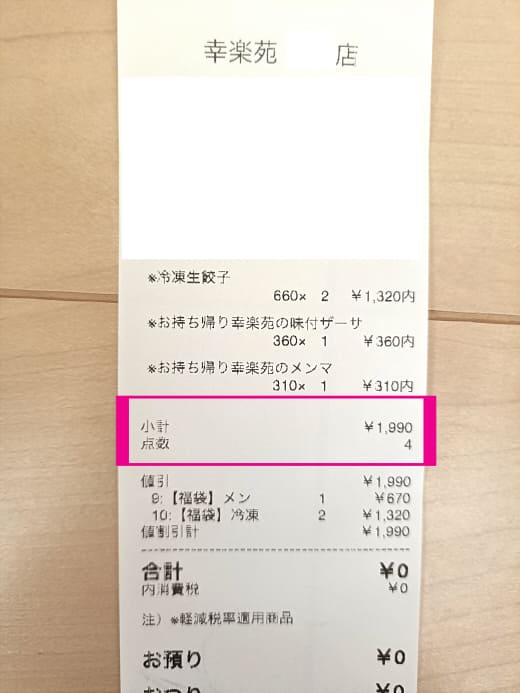 幸楽苑 店
※冷凍生餃子
660× 2 ¥1,320内
※お持ち帰り幸楽苑の味付ザーサ
360× 1 ¥360内
※お持ち帰り幸楽苑のメンマ
310× 1 ¥310内
小計 ¥1,990
点数 4
値引 ¥1,990
9:【福袋】メン 1 ¥670
10:【福袋】冷凍 2 ¥1,320
値割引計 ¥1,990
合計 ¥0
内消費税 ¥0
注）※軽減税率適用商品
お預り ¥0